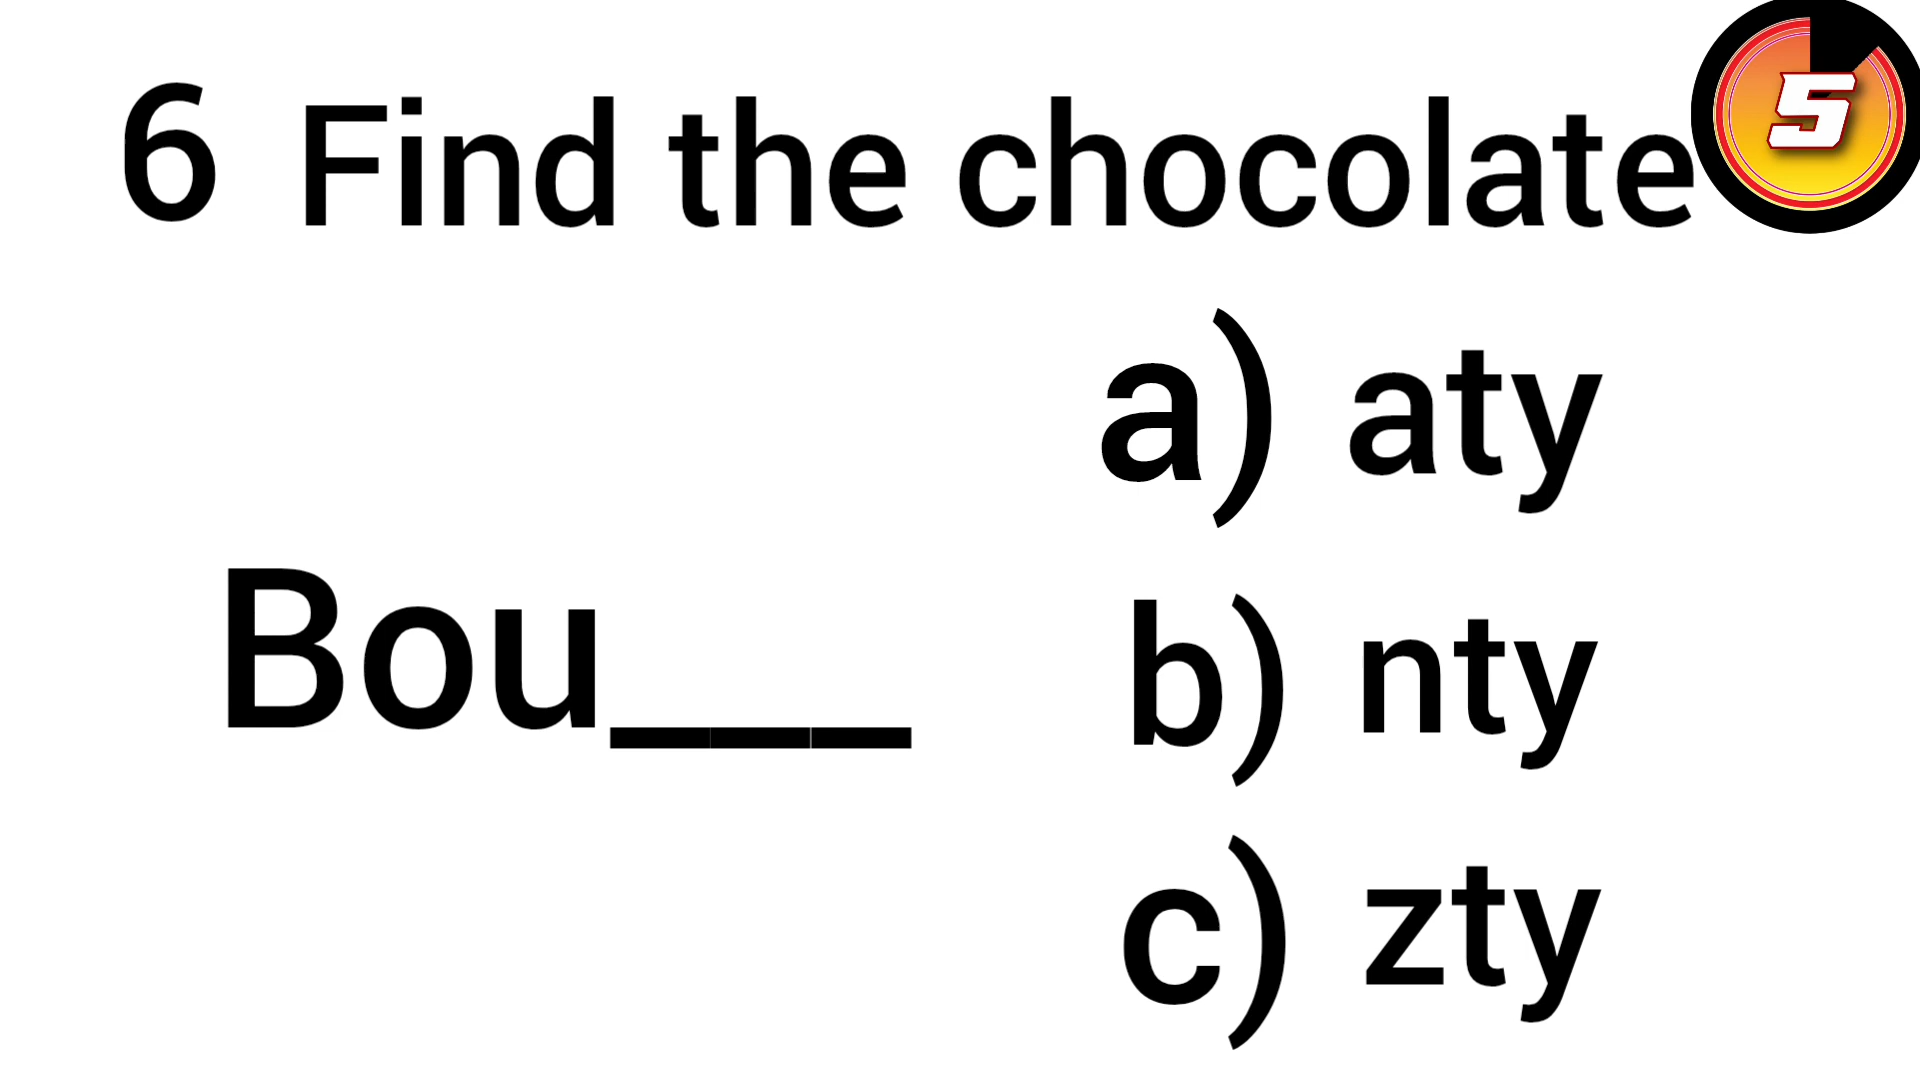 6 Find the chocolate
5
a) aty
Bou___
b) nty
c) zty